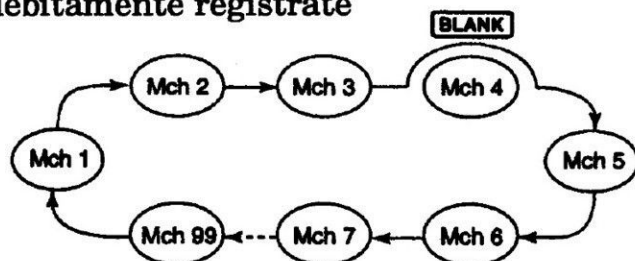 debitamente registrate
BLANK
Mch 2
Mch 3
Mch 4
Mch 1
Mch 5
Mch 99
Mch 7
Mch 6